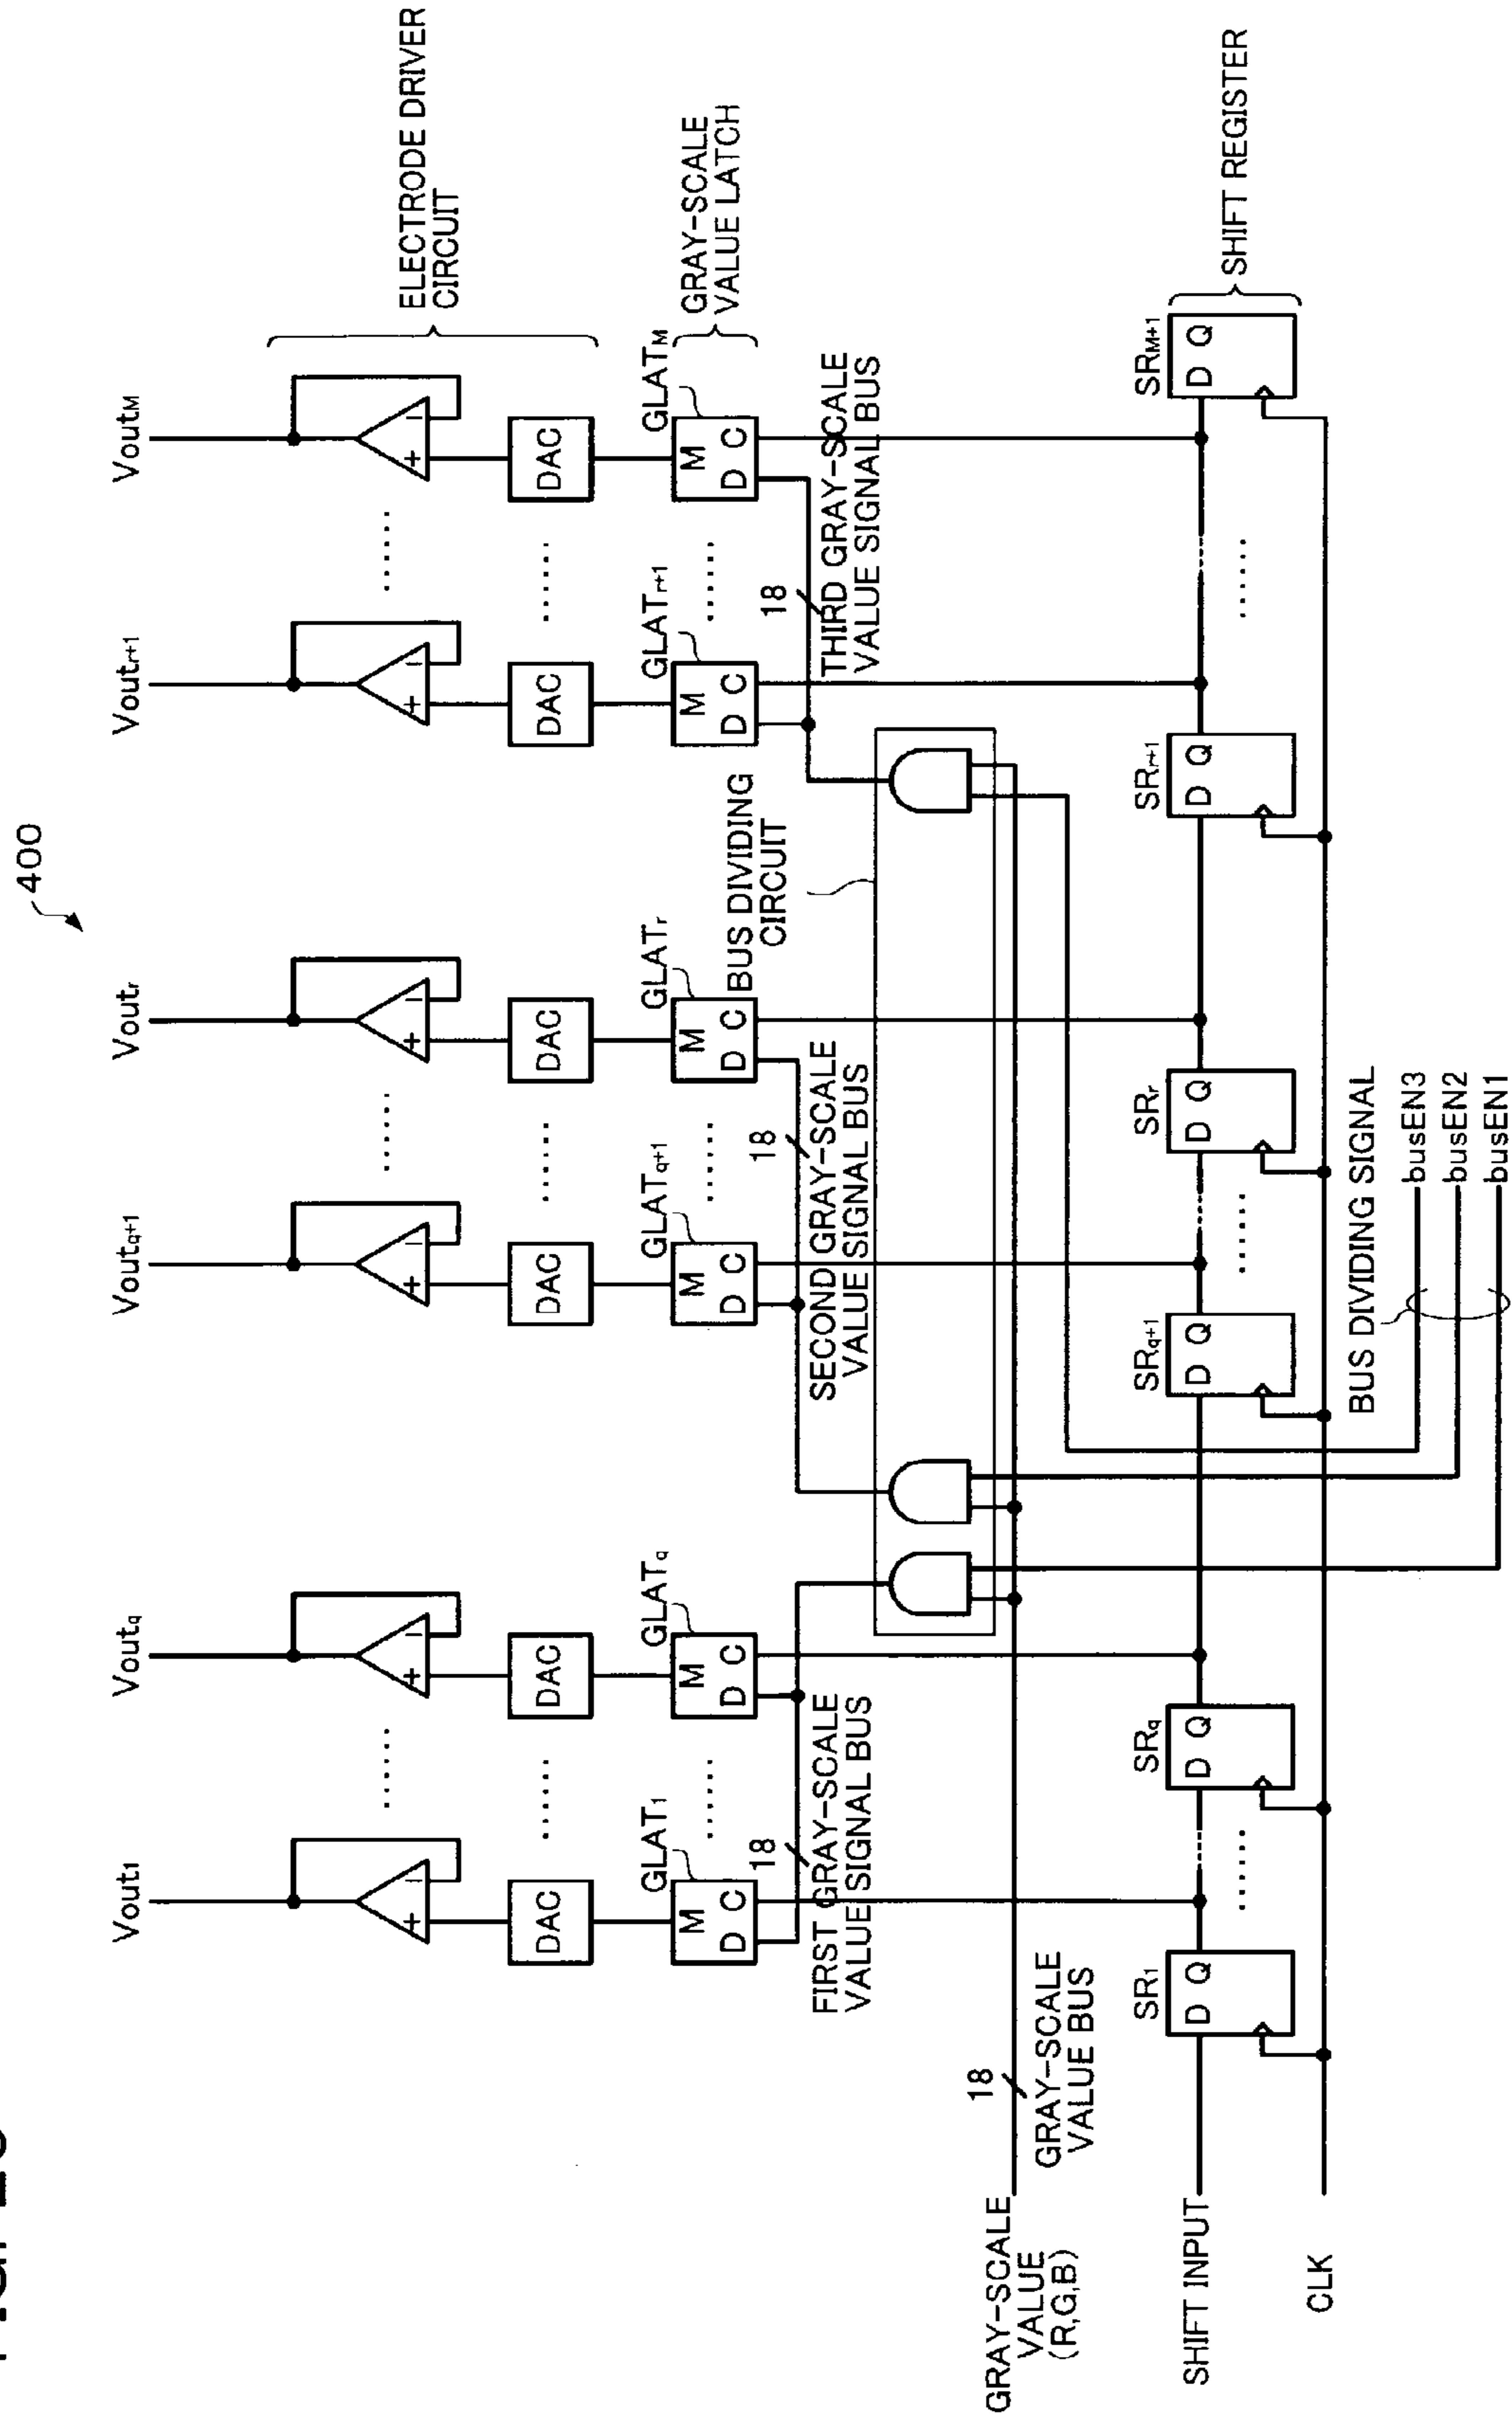 400
Vout1
Voutq
Voutq+1
Voutr
Voutr+1
VoutM
ELECTRODE DRIVER
CIRCUIT
+
−
+
−
+
−
+
−
+
−
+
−
......
......
......
DAC
......
DAC
DAC
......
DAC
DAC
......
DAC
GLAT1
GLATq
GLATq+1
GLATr
GLATr+1
GLATM
GRAY-SCALE
VALUE LATCH
M
D C
......
M
D C
M
D C
......
M
D C
M
D C
......
M
D C
18
FIRST GRAY-SCALE
VALUE SIGNAL BUS
18
SECOND GRAY-SCALE
VALUE SIGNAL BUS
BUS DIVIDING
CIRCUIT
18
THIRD GRAY-SCALE
VALUE SIGNAL BUS
GRAY-SCALE
VALUE
(R,G,B)
18
GRAY-SCALE
VALUE BUS
SHIFT INPUT
SR1
D Q
......
SRq
D Q
SRq+1
D Q
......
SRr
D Q
SRr+1
D Q
......
SRM+1
D Q
SHIFT REGISTER
CLK
BUS DIVIDING SIGNAL
busEN3
busEN2
busEN1